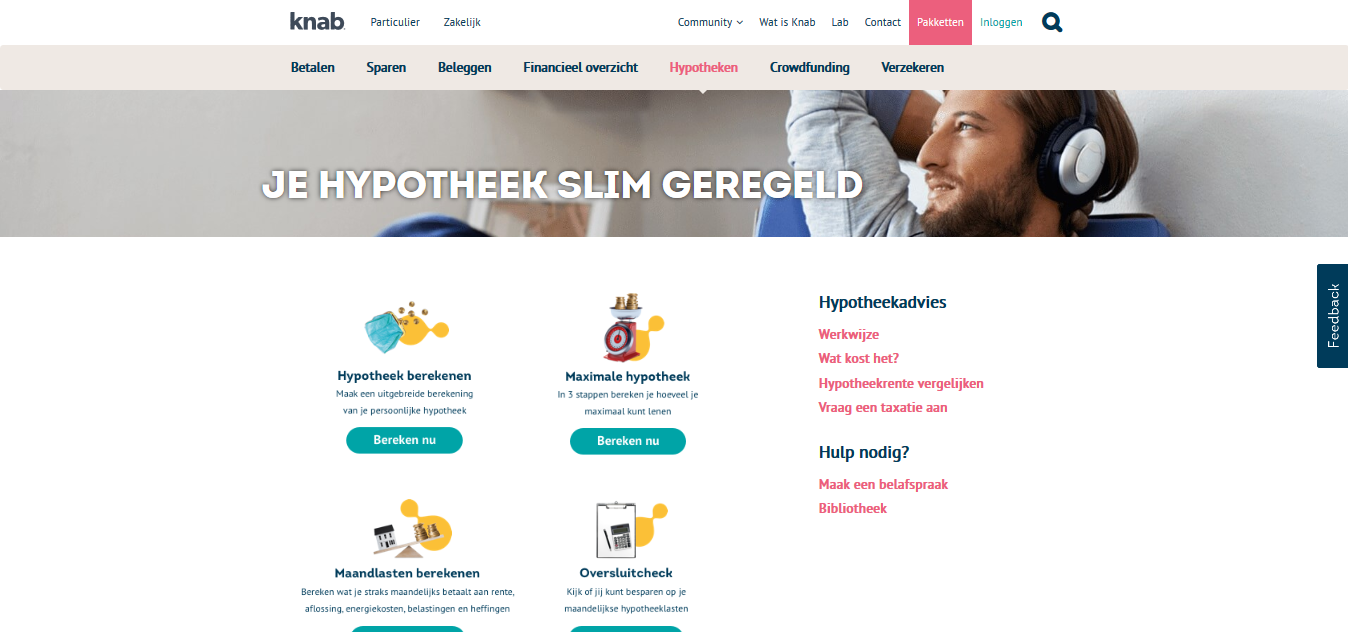 knab.
Particulier
Zakelijk
Community
Wat is Knab
Lab
Contact
Pakketten
Inloggen
Betalen
Sparen
Beleggen
Financieel overzicht
Hypotheken
Crowdfunding
Verzekeren
JE HYPOTHEEK SLIM GEREGELD
Hypotheek berekenen
Maak een uitgebreide berekening
van je persoonlijke hypotheek
Bereken nu
Maximale hypotheek
In 3 stappen bereken je hoeveel je
maximaal kunt lenen
Bereken nu
Maandlasten berekenen
Bereken wat je straks maandelijks betaalt aan rente,
aflossing, energiekosten, belastingen en heffingen
Oversluitcheck
Kijk of jij kunt besparen op je
maandelijkse hypotheeklasten
Hypotheekadvies
Werkwijze
Wat kost het?
Hypotheekrente vergelijken
Vraag een taxatie aan
Hulp nodig?
Maak een belafspraak
Bibliotheek
Feedback